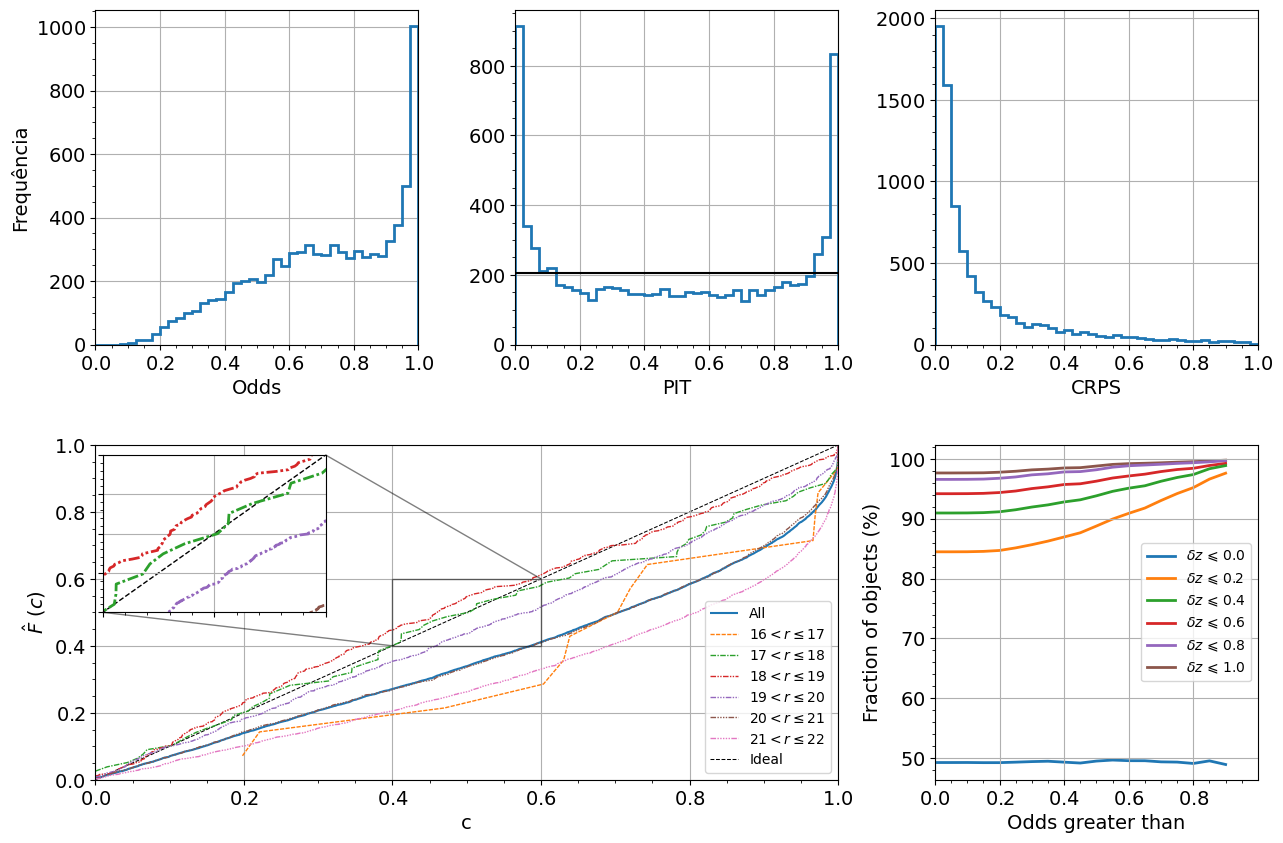 1000
800
600
400
200
0
0.0 0.2 0.4 0.6 0.8 1.0
Frequência
Odds
800
600
400
200
0
0.0 0.2 0.4 0.6 0.8 1.0
PIT
2000
1500
1000
500
0
0.0 0.2 0.4 0.6 0.8 1.0
CRPS
1.0
0.8
0.6
0.4
0.2
0.0
0.0 0.2 0.4 0.6 0.8 1.0
F̂ (c)
c
All
16 < r ≤ 17
17 < r ≤ 18
18 < r ≤ 19
19 < r ≤ 20
20 < r ≤ 21
21 < r ≤ 22
Ideal
100
90
80
70
60
50
0.0 0.2 0.4 0.6 0.8
Fraction of objects (%)
Odds greater than
δz ⩽ 0.0
δz ⩽ 0.2
δz ⩽ 0.4
δz ⩽ 0.6
δz ⩽ 0.8
δz ⩽ 1.0